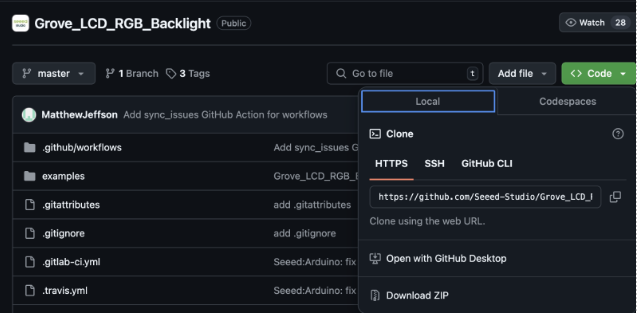 Grove_LCD_RGB_Backlight Public Watch 28
master 1 Branch 3 Tags Go to file t Add file Code
MatthewJeffson Add sync_issues GitHub Action for workflows
.github/workflows Add sync_issues G
examples Grove_LCD_RGB_
.gitattributes add .gitattributes
.gitignore add .gitignore
.gitlab-ci.yml Seeed:Arduino: fix
.travis.yml Seeed:Arduino: fix
Local Codespaces
Clone
HTTPS SSH GitHub CLI
https://github.com/Seeed-Studio/Grove_LCD_
Clone using the web URL.
Open with GitHub Desktop
Download ZIP